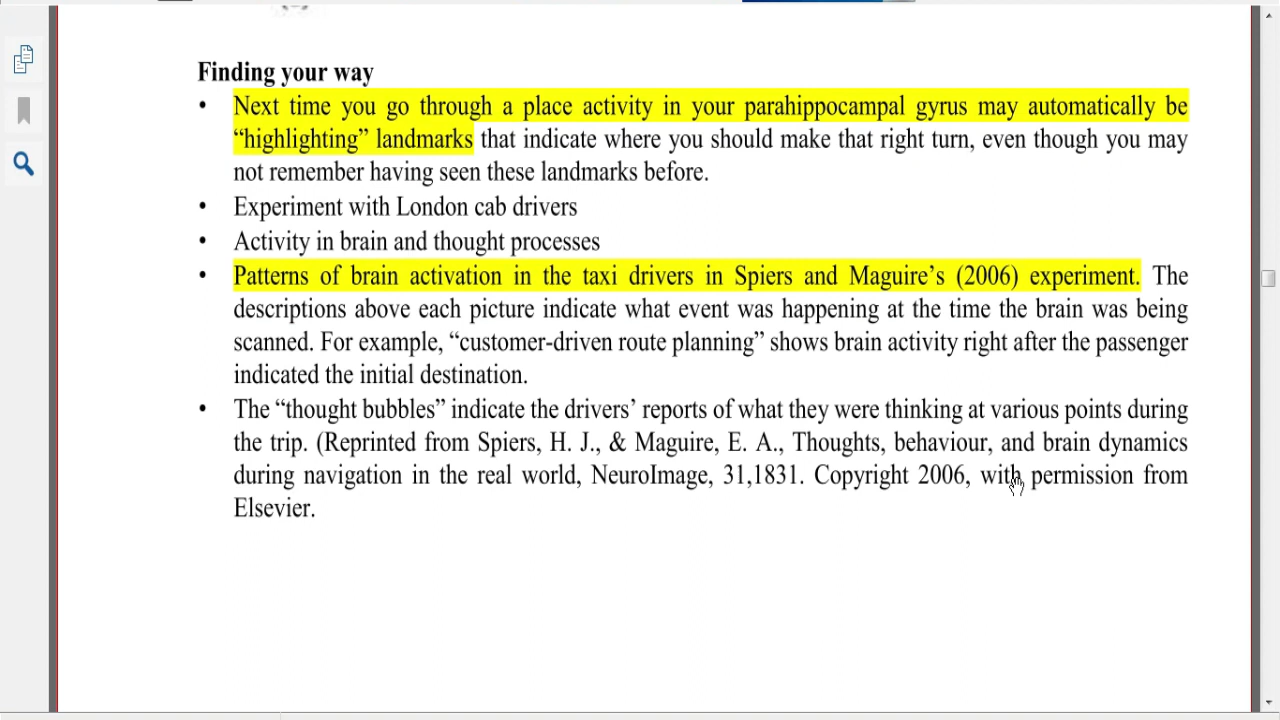 Finding your way
• Next time you go through a place activity in your parahippocampal gyrus may automatically be
“highlighting” landmarks that indicate where you should make that right turn, even though you may
not remember having seen these landmarks before.
• Experiment with London cab drivers
• Activity in brain and thought processes
• Patterns of brain activation in the taxi drivers in Spiers and Maguire’s (2006) experiment. The
descriptions above each picture indicate what event was happening at the time the brain was being
scanned. For example, “customer-driven route planning” shows brain activity right after the passenger
indicated the initial destination.
• The “thought bubbles” indicate the drivers’ reports of what they were thinking at various points during
the trip. (Reprinted from Spiers, H. J., & Maguire, E. A., Thoughts, behaviour, and brain dynamics
during navigation in the real world, NeuroImage, 31,1831. Copyright 2006, with permission from
Elsevier.